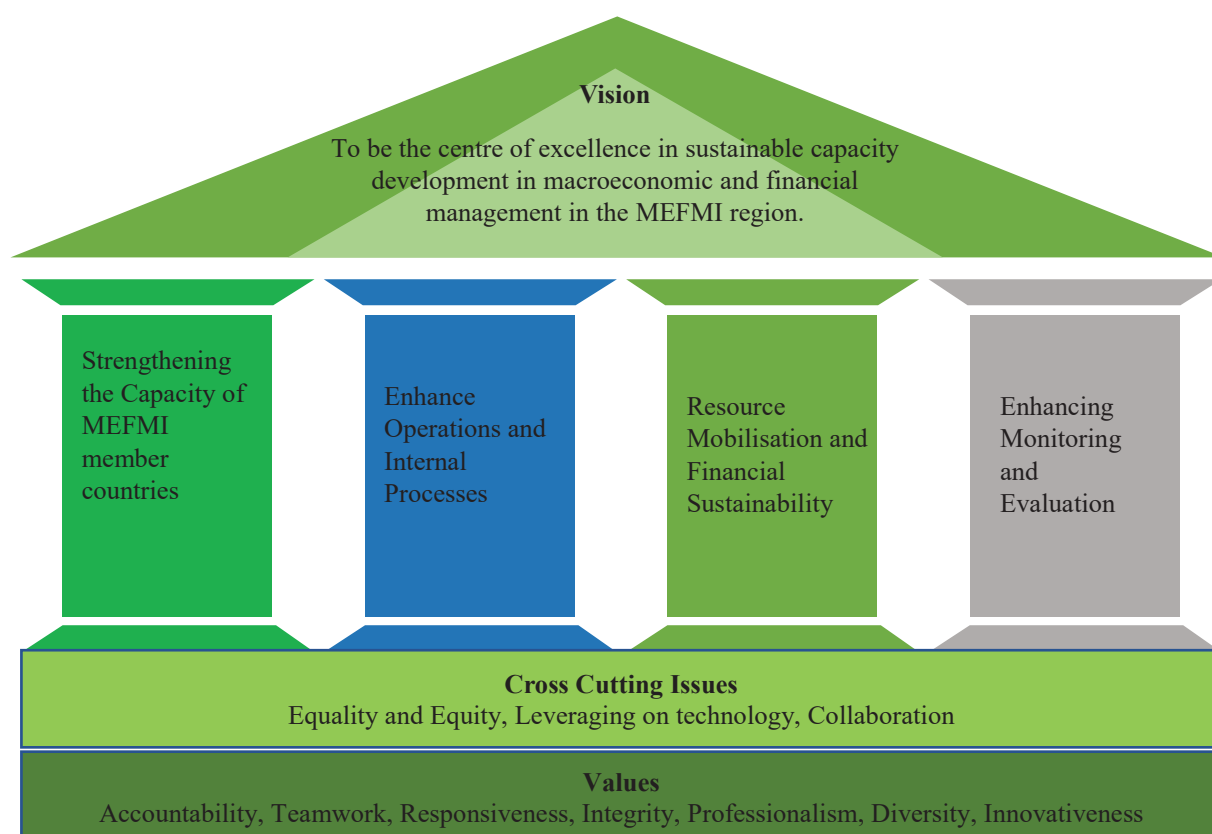 Vision
To be the centre of excellence in sustainable capacity
development in macroeconomic and financial
management in the MEFMI region.
Strengthening
the Capacity of
MEFMI
member
countries
Enhance
Operations and
Internal
Processes
Resource
Mobilisation and
Financial
Sustainability
Enhancing
Monitoring
and
Evaluation
Cross Cutting Issues
Equality and Equity, Leveraging on technology, Collaboration
Values
Accountability, Teamwork, Responsiveness, Integrity, Professionalism, Diversity, Innovativeness